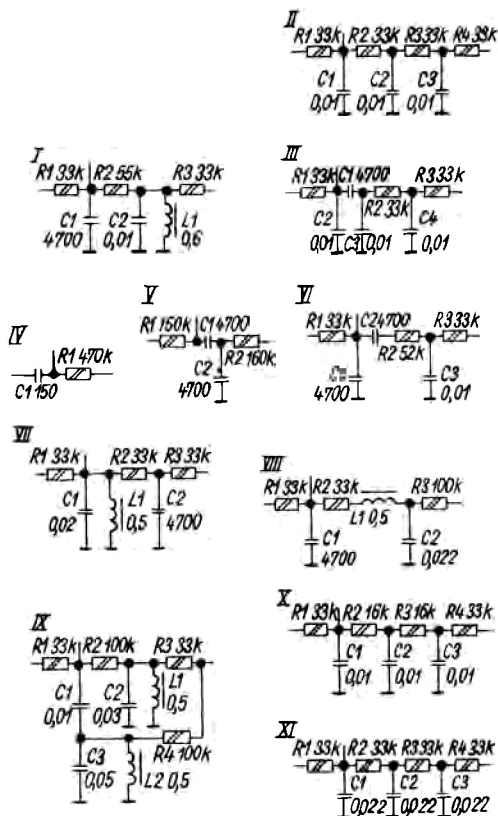 II
R1 33k R2 33k R3 33k R4 33k
C1 C2 C3
0,01 0,01 0,01
I
R1 33k R2 55k R3 33k
C1 C2 L1
4700 0,01 0,6
III
R1 33k C1 4700 R3 33k
R2 33k
C2 C4
0,01 C3 0,01 0,01
IV
R1 470k
C1 150
V
R1 150k C1 4700
R2 160k
C2
4700
VI
R1 33k C2 4700 R3 33k
R2 52k
C3
4700 0,01
VII
R1 33k R2 33k R3 33k
C1 L1 C2
0,02 0,5 4700
VIII
R1 33k R2 33k R3 100k
L1 0,5
C1 C2
4700 0,022
IX
R1 33k R2 100k R3 33k
C1 C2 L1
0,01 0,03 0,5
R4 100k
C3
0,05 L2 0,5
X
R1 33k R2 16k R3 16k R4 33k
C1 C2 C3
0,01 0,01 0,01
XI
R1 33k R2 33k R3 33k R4 33k
C1 C2 C3
0,022 0,022 0,022